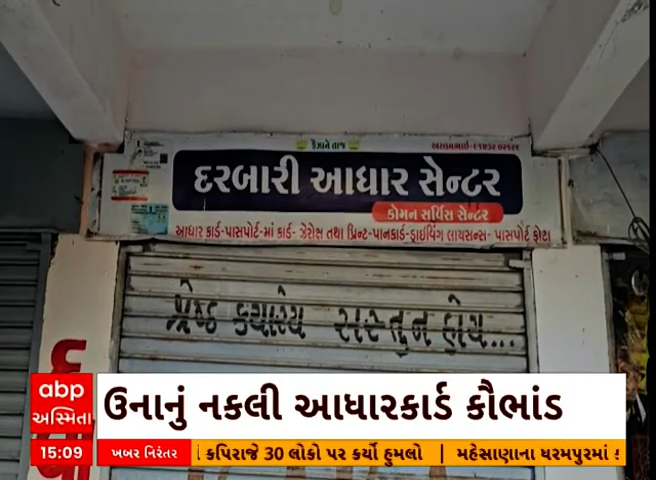 ફૈઝાને તાજ
દરબારી આધાર સેન્ટર
કોમન સર્વિસ સેન્ટર
આધાર કાર્ડ-પાસપોર્ટ-માં કાર્ડ- ઝેરોક્ષ તથા પ્રિન્ટ-પાનકાર્ડ-ડ્રાઈવિંગ લાયસન્સ- પાસપોર્ટ ફોટા
શ્રેષ્ઠ ક્યારેય સસ્તુ ન હોય...
abp
અસ્મિતા
ઉનાનું નકલી આધારકાર્ડ કૌભાંડ
15:09
ખબર નિરંતર
કપિરાજે 30 લોકો પર કર્યો હુમલો | મહેસાણાના ધરમપુરમાં